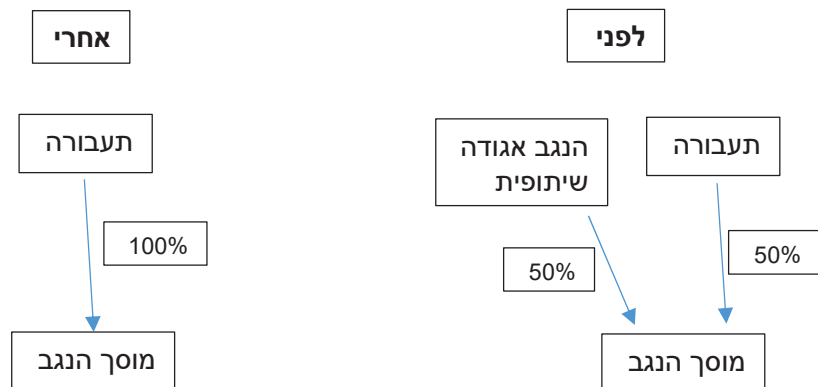 לפני
אחרי
תעבורה
הנגב אגודה
שיתופית
תעבורה
50%
50%
100%
מוסך הנגב
מוסך הנגב